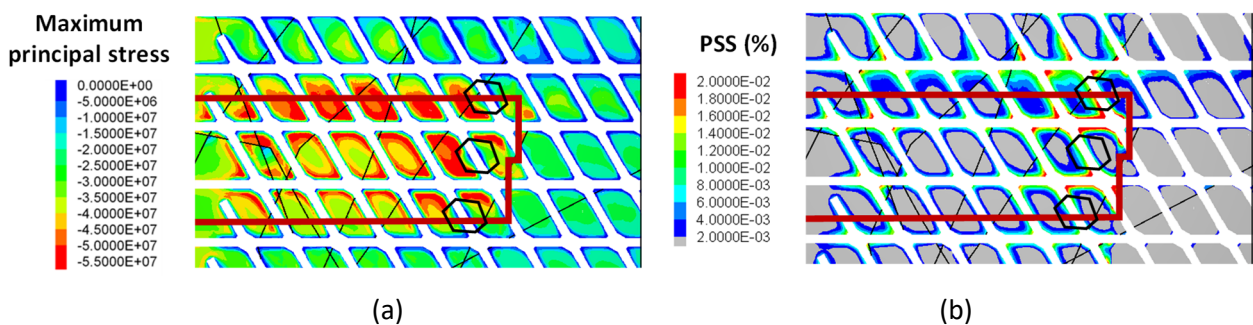 Maximum
principal stress
0.0000E+00
-5.0000E+06
-1.0000E+07
-1.5000E+07
-2.0000E+07
-2.5000E+07
-3.0000E+07
-3.5000E+07
-4.0000E+07
-4.5000E+07
-5.0000E+07
-5.5000E+07
(a)
PSS (%)
2.0000E-02
1.8000E-02
1.6000E-02
1.4000E-02
1.2000E-02
1.0000E-02
8.0000E-03
6.0000E-03
4.0000E-03
2.0000E-03
(b)